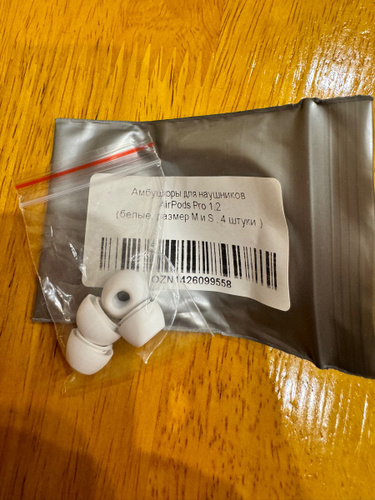 Амбушюры для наушников
AirPods Pro 1,2
(белые, размер M и S , 4 штуки )
OZN1426099558